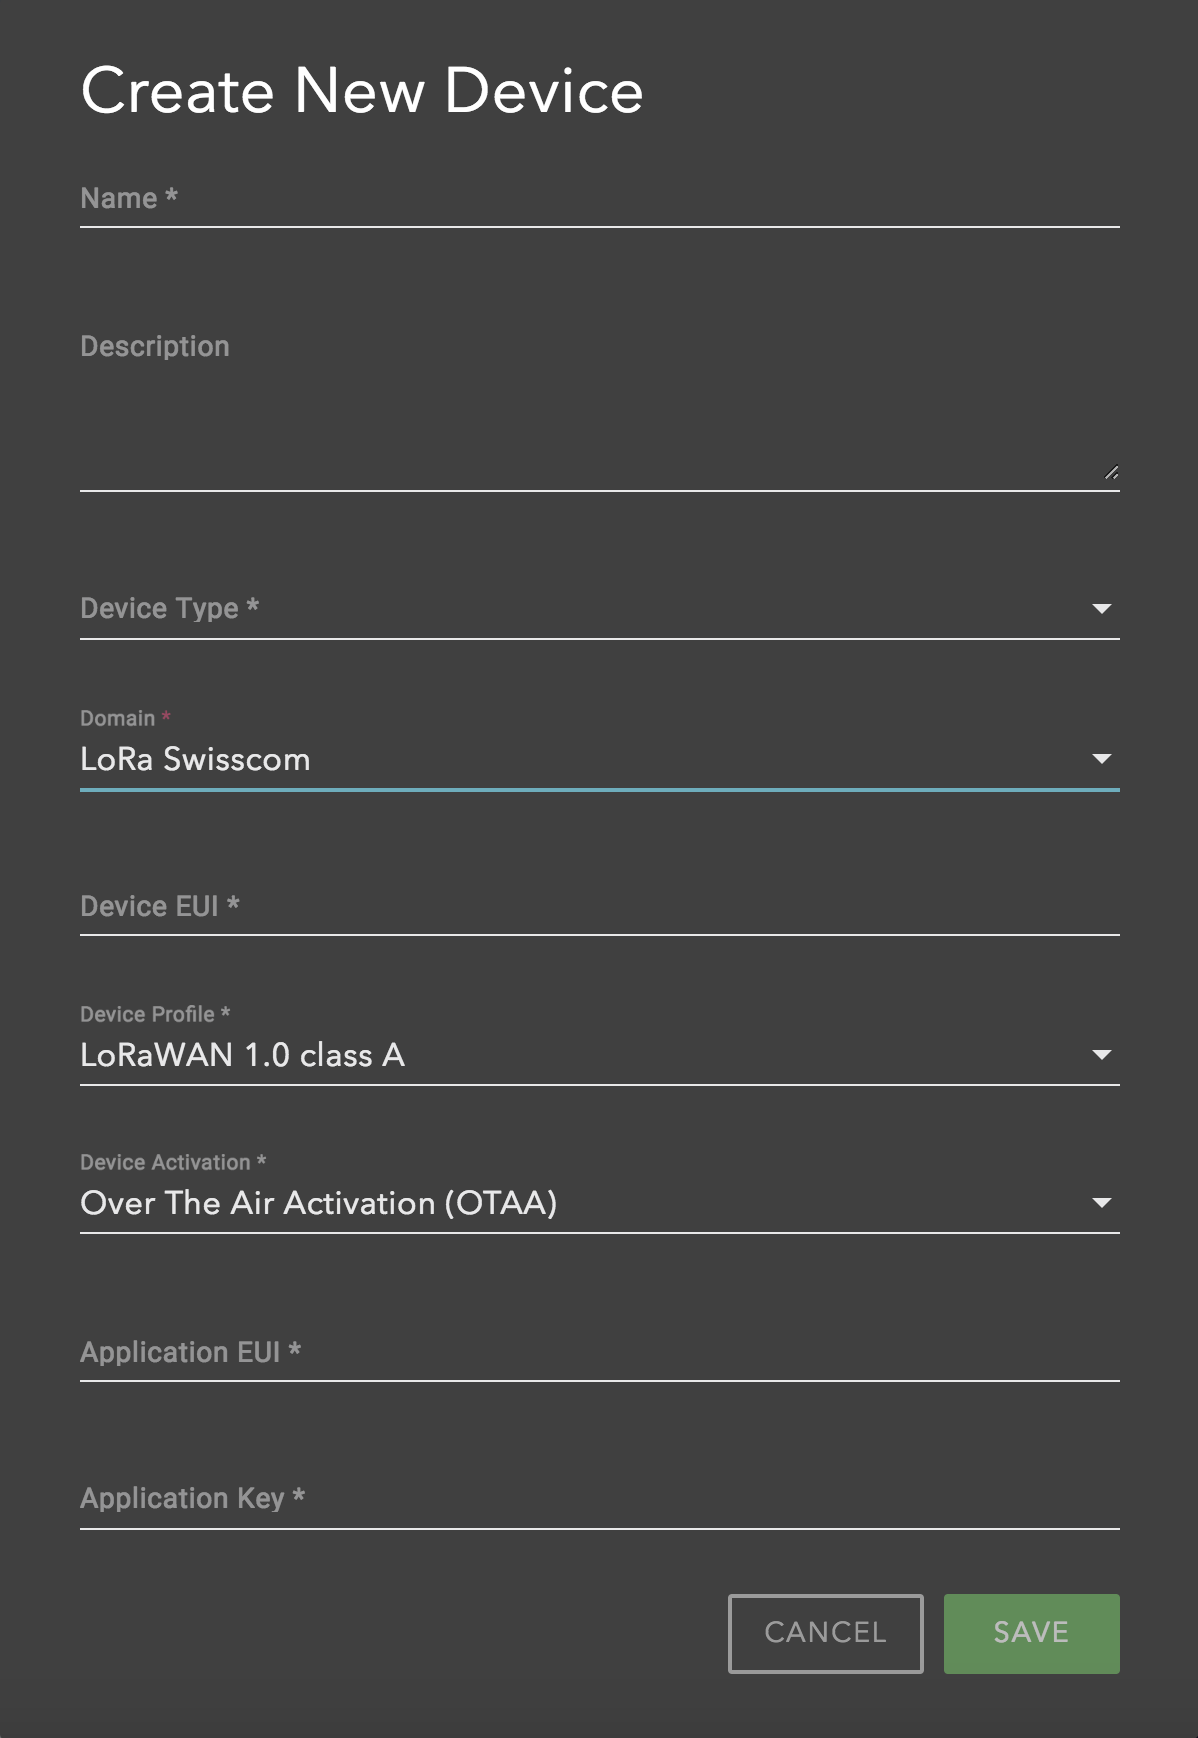 Create New Device
Name *
Description
Device Type *
Domain *
LoRa Swisscom
Device EUI *
Device Profile *
LoRaWAN 1.0 class A
Device Activation *
Over The Air Activation (OTAA)
Application EUI *
Application Key *
CANCEL SAVE